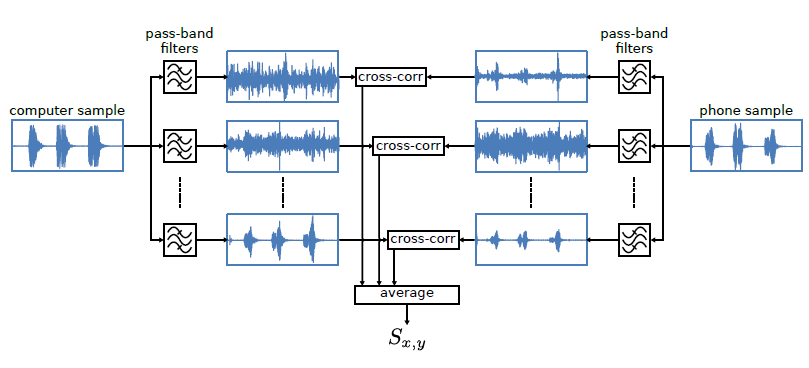 pass-band
filters
pass-band
filters
cross-corr
computer sample
phone sample
cross-corr
cross-corr
average
S_{x,y}